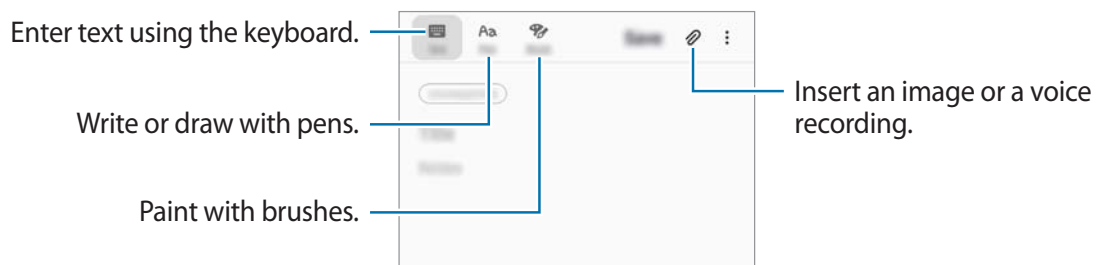 Enter text using the keyboard.
Aa
Write or draw with pens.
Paint with brushes.
Insert an image or a voice
recording.